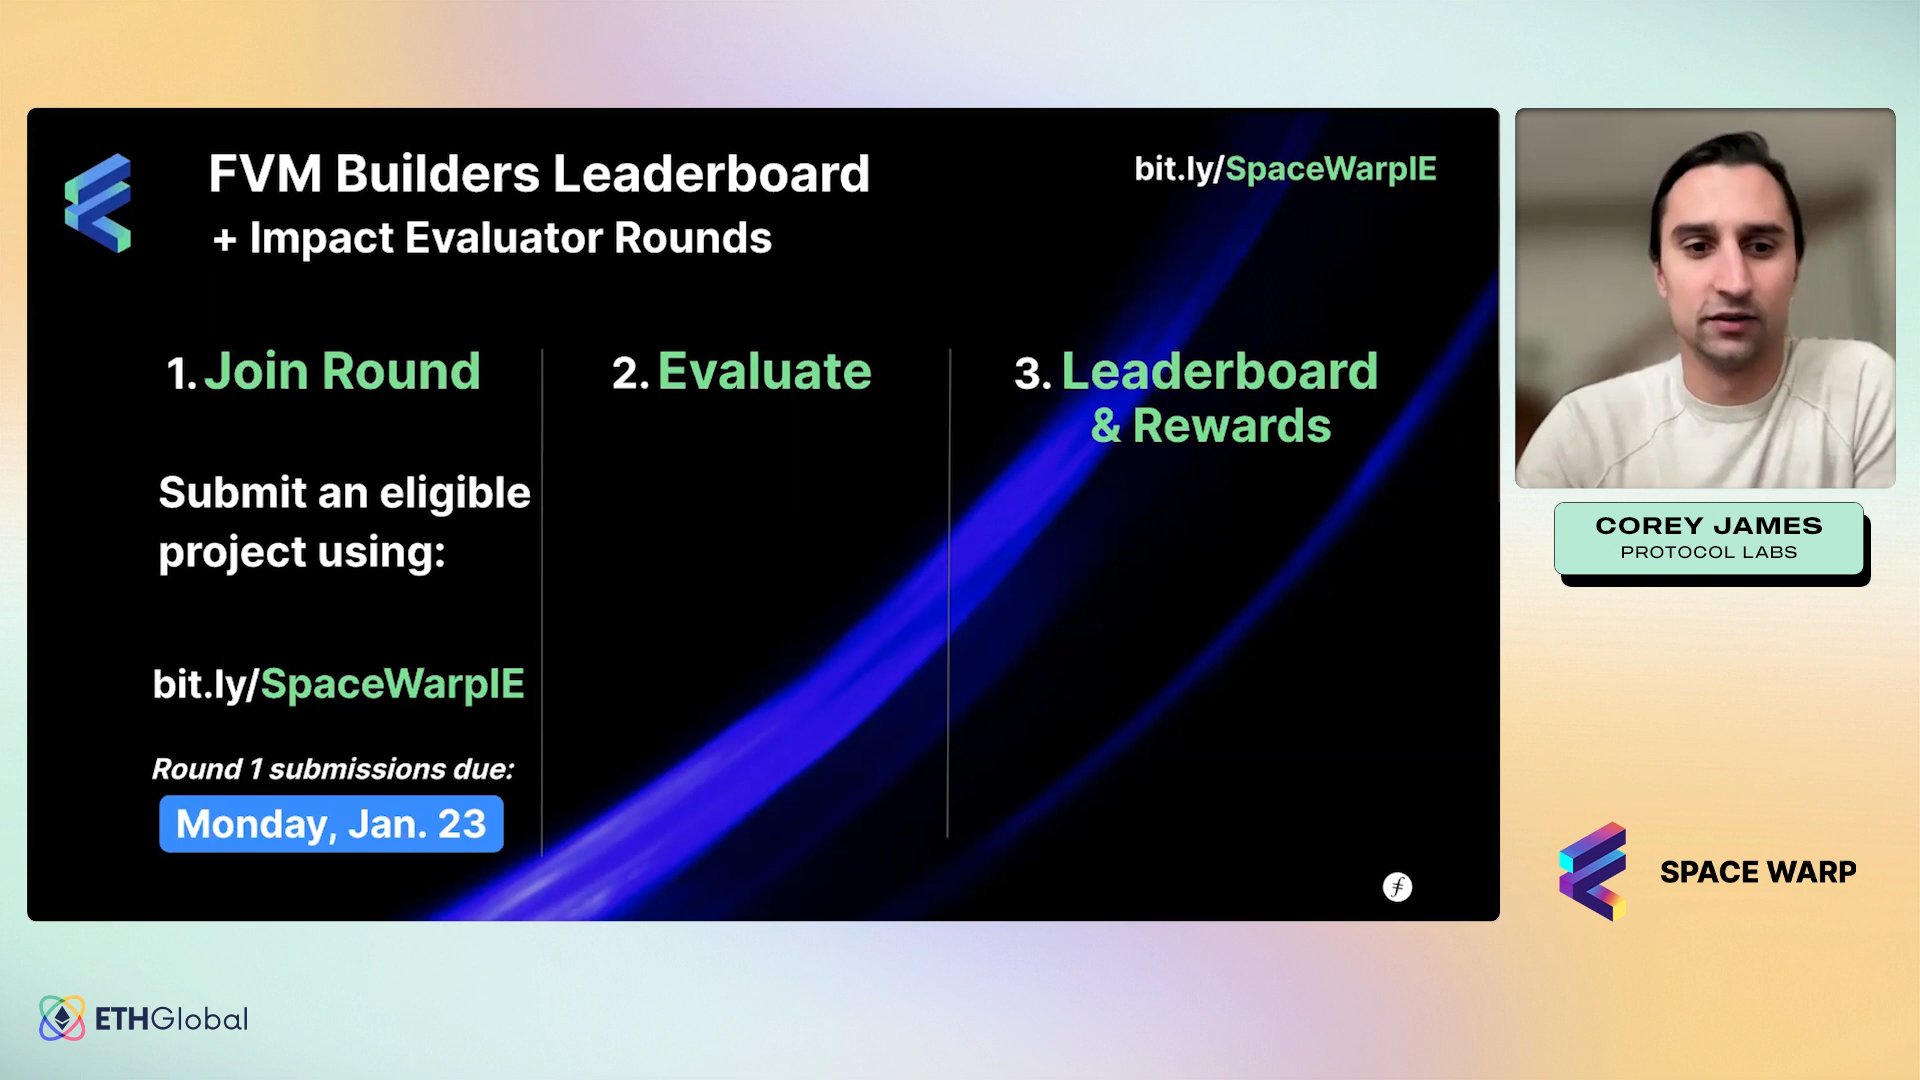 FVM Builders Leaderboard
+ Impact Evaluator Rounds
bit.ly/SpaceWarpIE
1. Join Round
Submit an eligible
project using:
bit.ly/SpaceWarpIE
Round 1 submissions due:
Monday, Jan. 23
2. Evaluate
3. Leaderboard
& Rewards
COREY JAMES
PROTOCOL LABS
SPACE WARP
ETHGlobal